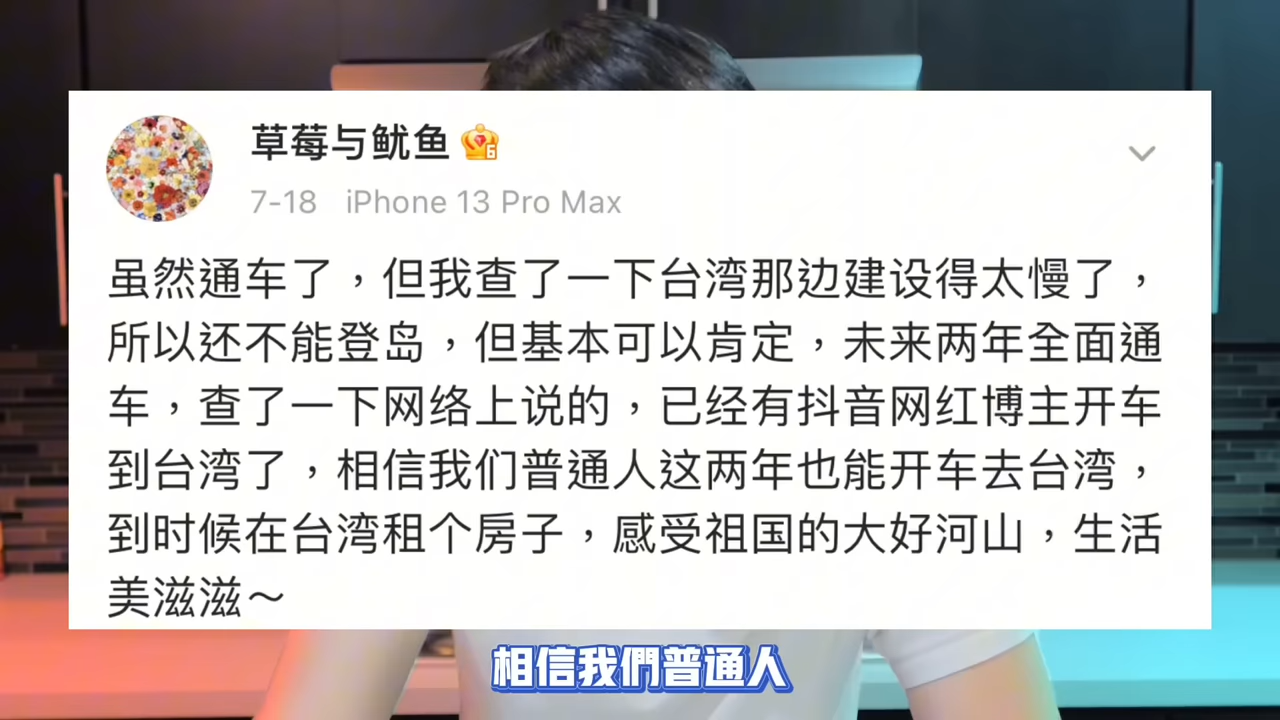 草莓与鱿鱼
6
7-18 iPhone 13 Pro Max
虽然通车了，但我查了一下台湾那边建设得太慢了，
所以还不能登岛，但基本可以肯定，未来两年全面通
车，查了一下网络上说的，已经有抖音网红博主开车
到台湾了，相信我们普通人这两年也能开车去台湾，
到时候在台湾租个房子，感受祖国的大好河山，生活
美滋滋～
相信我們普通人